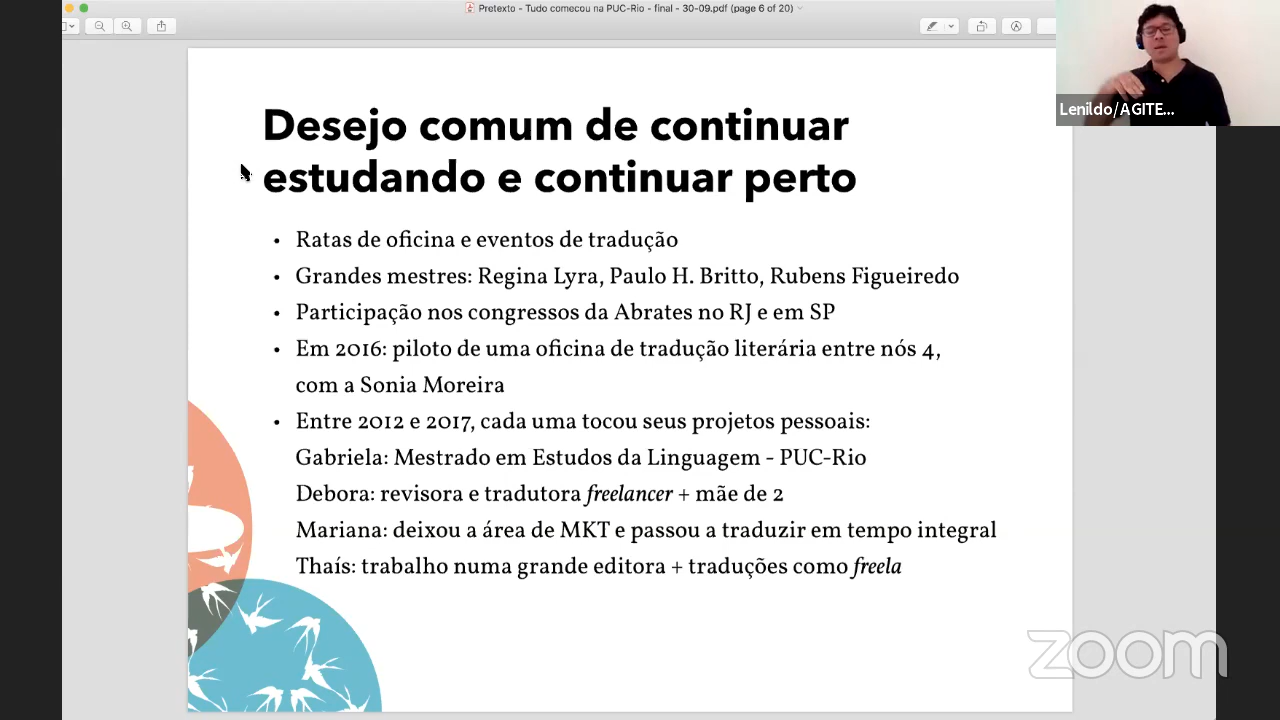 Pretexto - Tudo começou na PUC-Rio - final - 30-09.pdf (page 6 of 20)
Lenildo/AGITE...
Desejo comum de continuar
estudando e continuar perto
• Ratas de oficina e eventos de tradução
• Grandes mestres: Regina Lyra, Paulo H. Britto, Rubens Figueiredo
• Participação nos congressos da Abrates no RJ e em SP
• Em 2016: piloto de uma oficina de tradução literária entre nós 4,
com a Sonia Moreira
• Entre 2012 e 2017, cada uma tocou seus projetos pessoais:
Gabriela: Mestrado em Estudos da Linguagem - PUC-Rio
Debora: revisora e tradutora freelancer + mãe de 2
Mariana: deixou a área de MKT e passou a traduzir em tempo integral
Thaís: trabalho numa grande editora + traduções como freela
zoom